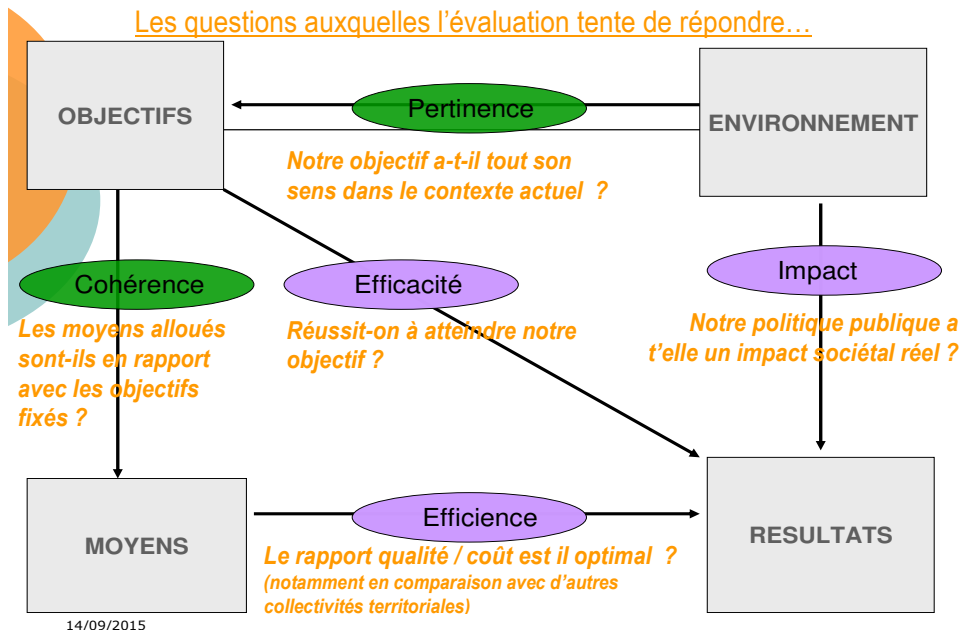 Les questions auxquelles l'évaluation tente de répondre…
OBJECTIFS
Pertinence
ENVIRONNEMENT
Notre objectif a-t-il tout son
sens dans le contexte actuel ?
Cohérence
Efficacité
Impact
Les moyens alloués
sont-ils en rapport
avec les objectifs
fixés ?
Réussit-on à atteindre notre
objectif ?
Notre politique publique a
t'elle un impact sociétal réel ?
MOYENS
Efficience
RESULTATS
Le rapport qualité / coût est il optimal ?
(notamment en comparaison avec d'autres
collectivités territoriales)
14/09/2015